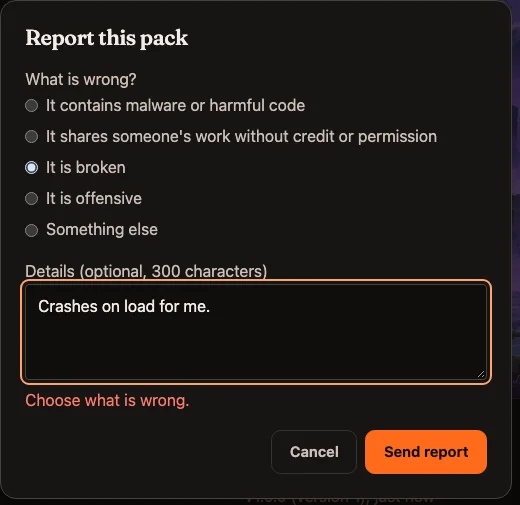 Report this pack
What is wrong?
It contains malware or harmful code
It shares someone's work without credit or permission
It is broken
It is offensive
Something else
Details (optional, 300 characters)
Crashes on load for me.
Choose what is wrong.
Cancel
Send report